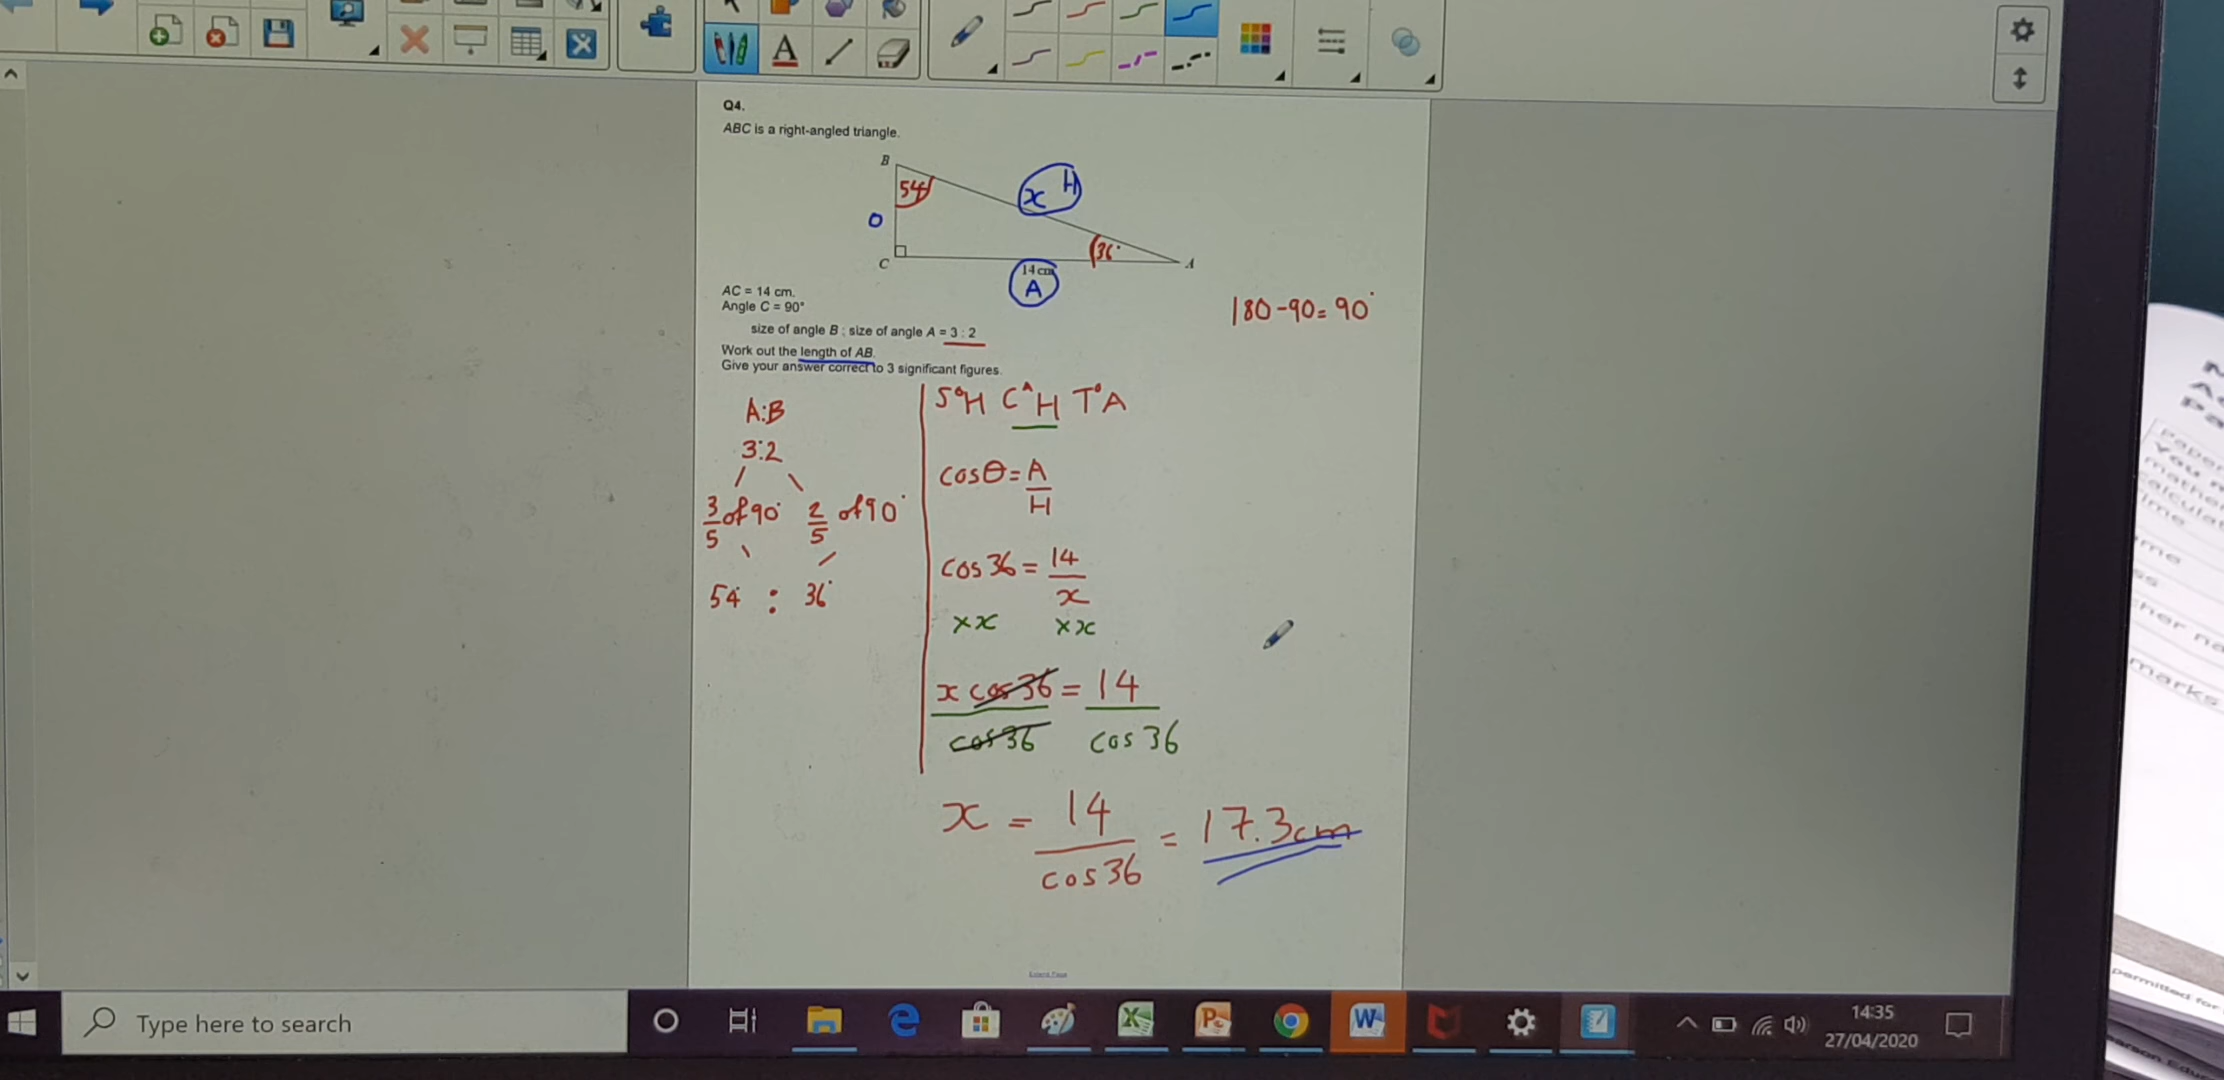 Q4.
ABC is a right-angled triangle.
B
54
x H
O
36°
C
14 cm
A
A
AC = 14 cm.
Angle C = 90°
size of angle B : size of angle A = 3 : 2
Work out the length of AB.
Give your answer correct to 3 significant figures.
180-90=90°
A:B
3:2
3/5 of 90° 2/5 of 90°
54 : 36°
SOH CAH TOA
cosθ = A/H
cos 36 = 14/x
×x ×x
x cos 36 = 14
cos 36 cos 36
x = 14/cos 36 = 17.3cm
Type here to search
14:35
27/04/2020